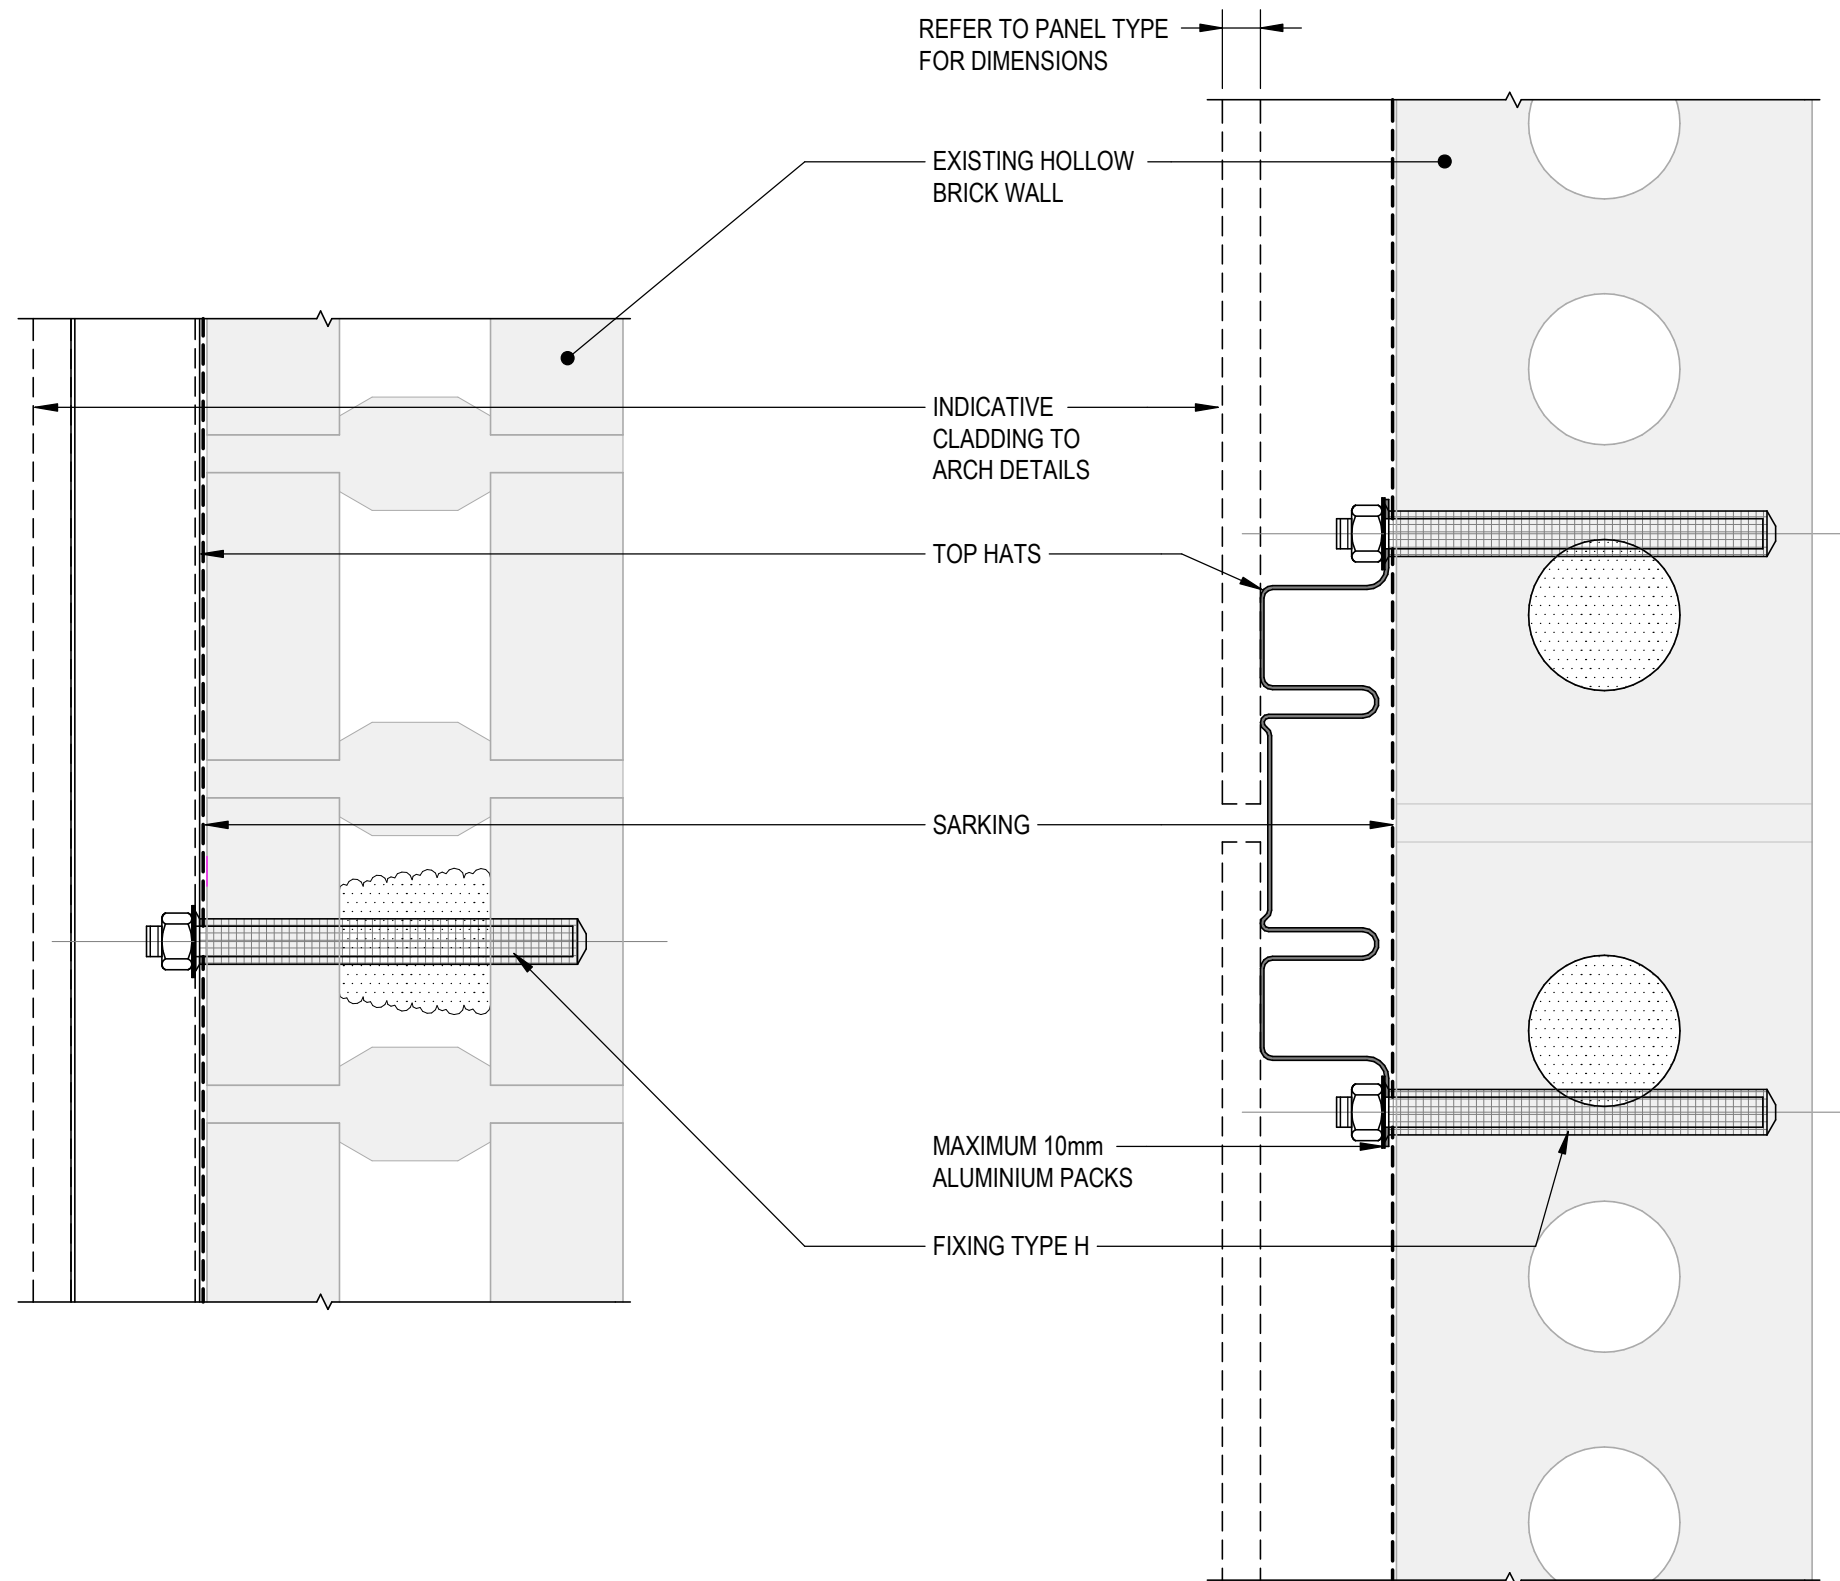 REFER TO PANEL TYPE
FOR DIMENSIONS
EXISTING HOLLOW
BRICK WALL
INDICATIVE
CLADDING TO
ARCH DETAILS
TOP HATS
SARKING
MAXIMUM 10mm
ALUMINIUM PACKS
FIXING TYPE H